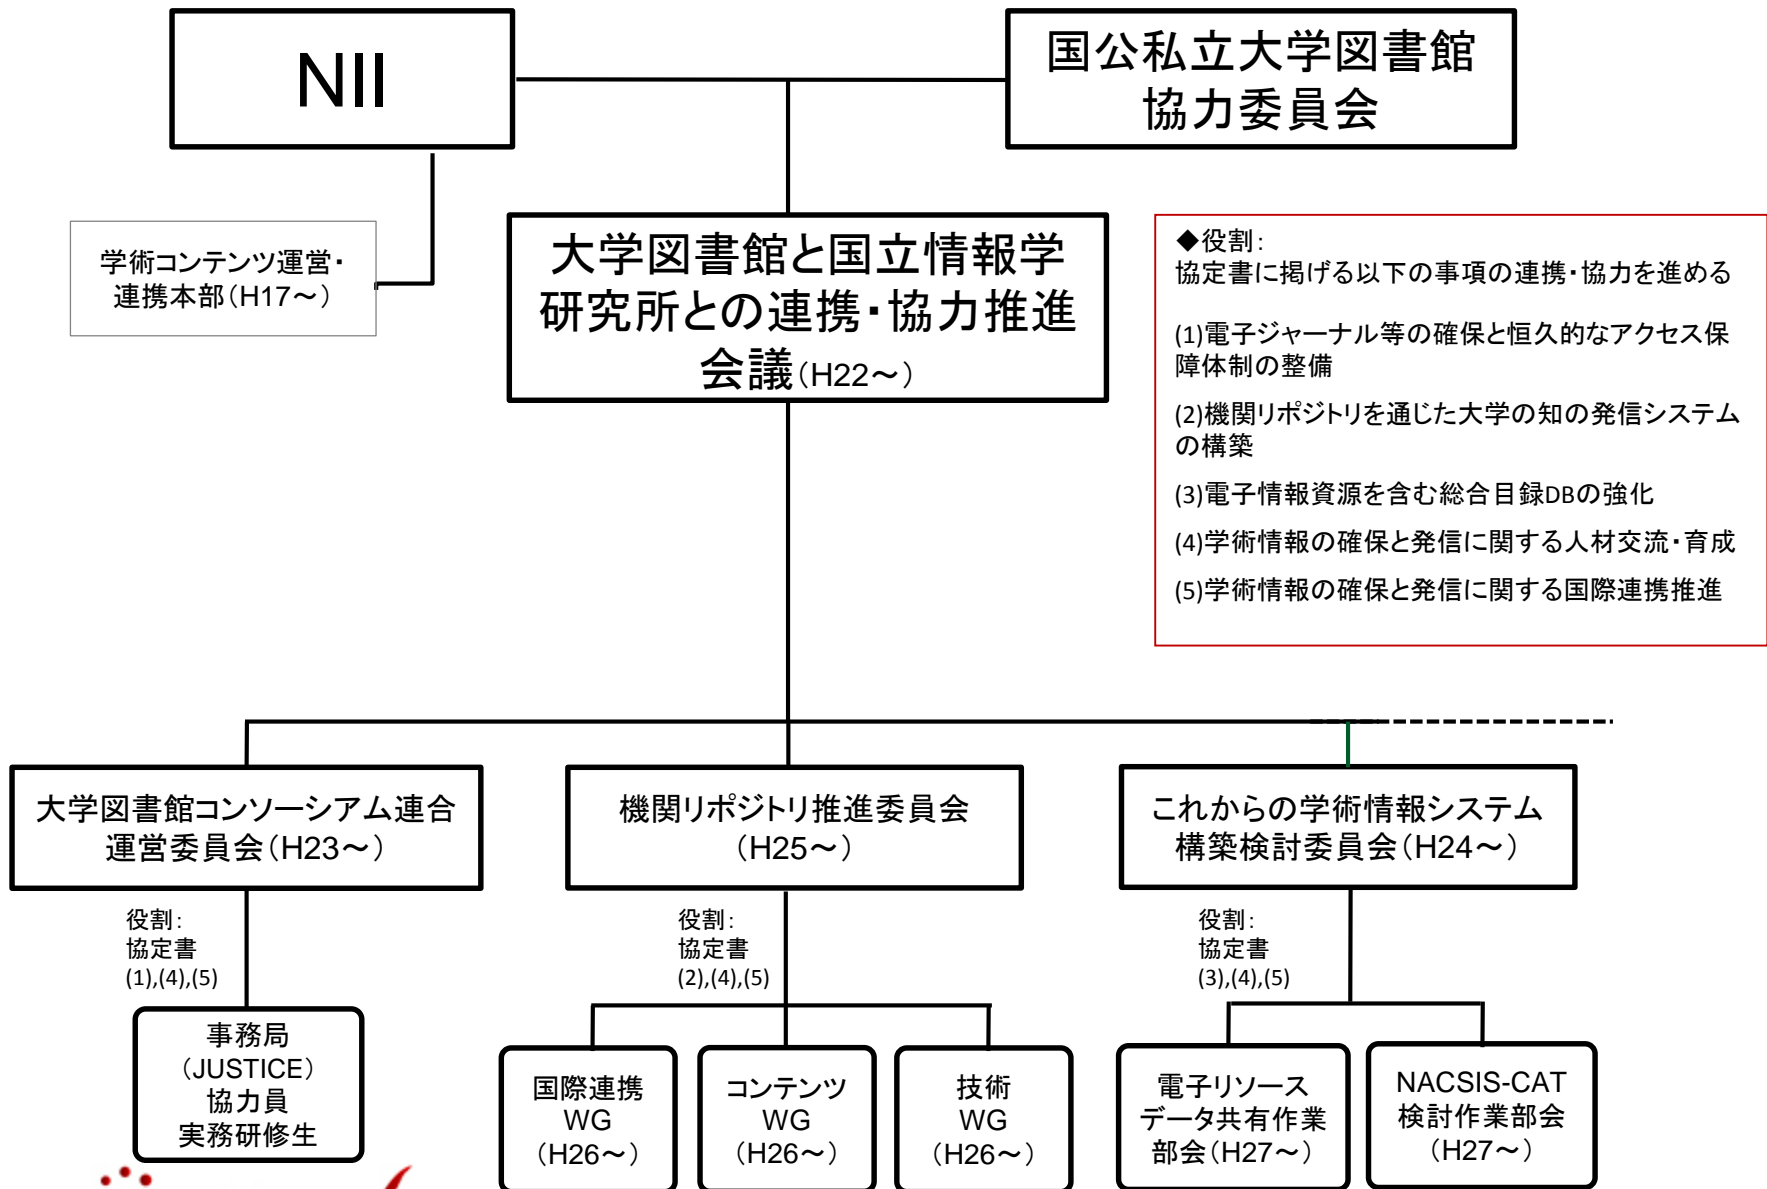 NII
国公私立大学図書館
協力委員会
学術コンテンツ運営・
連携本部（H17～）
大学図書館と国立情報学
研究所との連携・協力推進
会議（H22～）
◆役割：
協定書に掲げる以下の事項の連携・協力を進める
(1)電子ジャーナル等の確保と恒久的なアクセス保
障体制の整備
(2)機関リポジトリを通じた大学の知の発信システム
の構築
(3)電子情報資源を含む総合目録DBの強化
(4)学術情報の確保と発信に関する人材交流・育成
(5)学術情報の確保と発信に関する国際連携推進
大学図書館コンソーシアム連合
運営委員会（H23～）
機関リポジトリ推進委員会
（H25～）
これからの学術情報システム
構築検討委員会（H24～）
役割：
協定書
(1),(4),(5)
役割：
協定書
(2),(4),(5)
役割：
協定書
(3),(4),(5)
事務局
（JUSTICE）
協力員
実務研修生
国際連携
WG
（H26～）
コンテンツ
WG
（H26～）
技術
WG
（H26～）
電子リソース
データ共有作業
部会（H27～）
NACSIS-CAT
検討作業部会
（H27～）